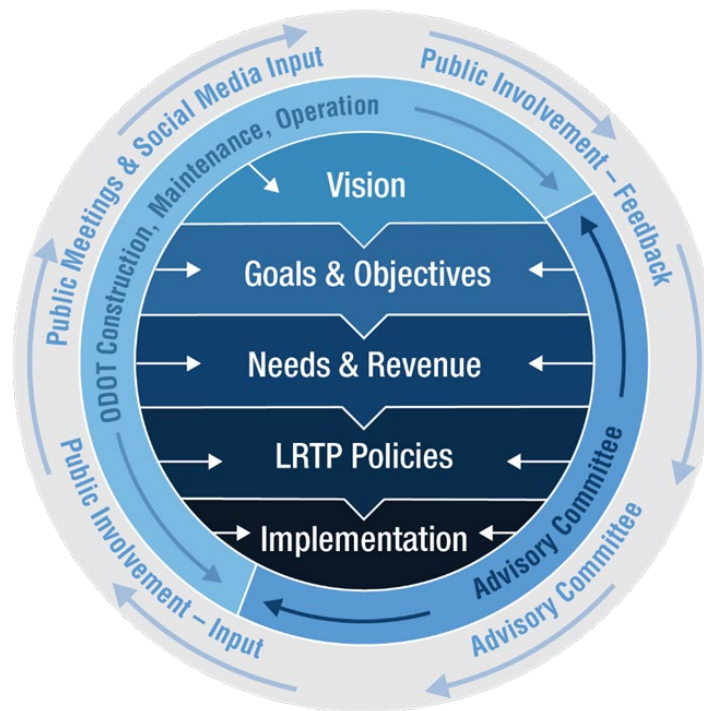 Public Meetings & Social Media Input
Public Involvement – Feedback
Advisory Committee
Public Involvement – Input
ODOT Construction, Maintenance, Operation
Advisory Committee
Vision
Goals & Objectives
Needs & Revenue
LRTP Policies
Implementation